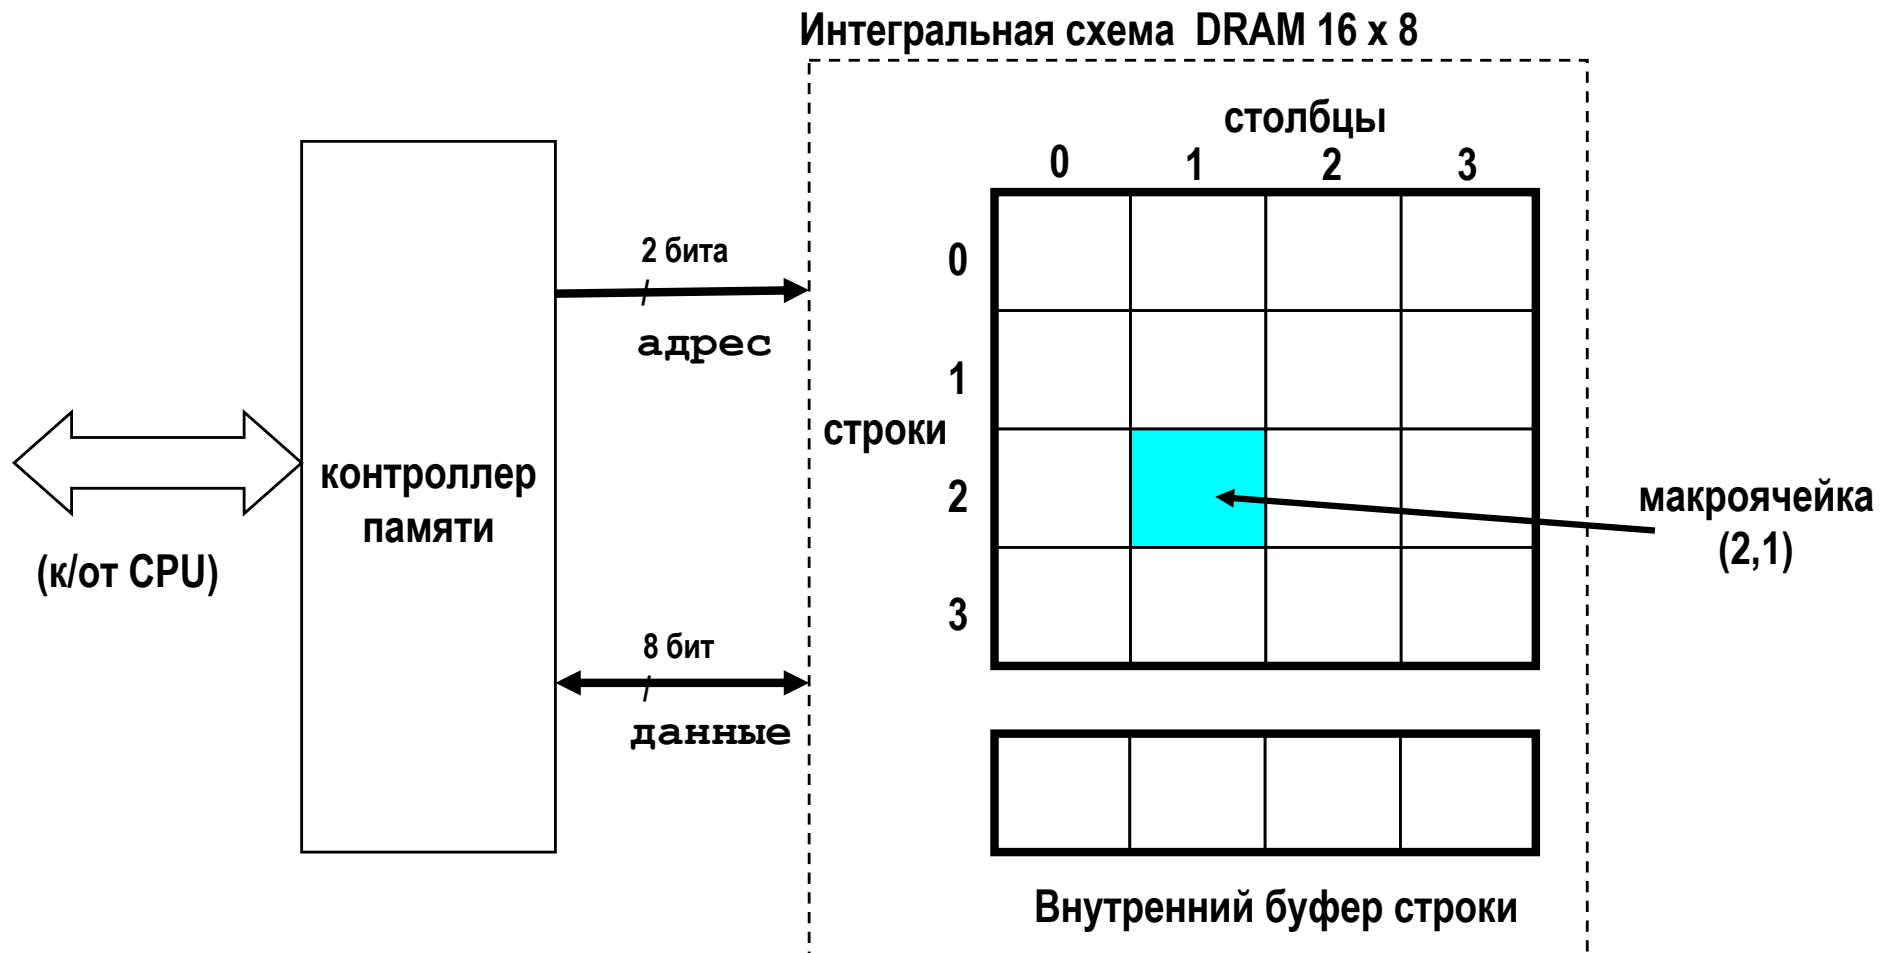 Интегральная схема DRAM 16 x 8
столбцы
0 1 2 3
2 бита
адрес
0
1
строки
2
3
контроллер
памяти
(к/от CPU)
8 бит
данные
макроячейка
(2,1)
Внутренний буфер строки